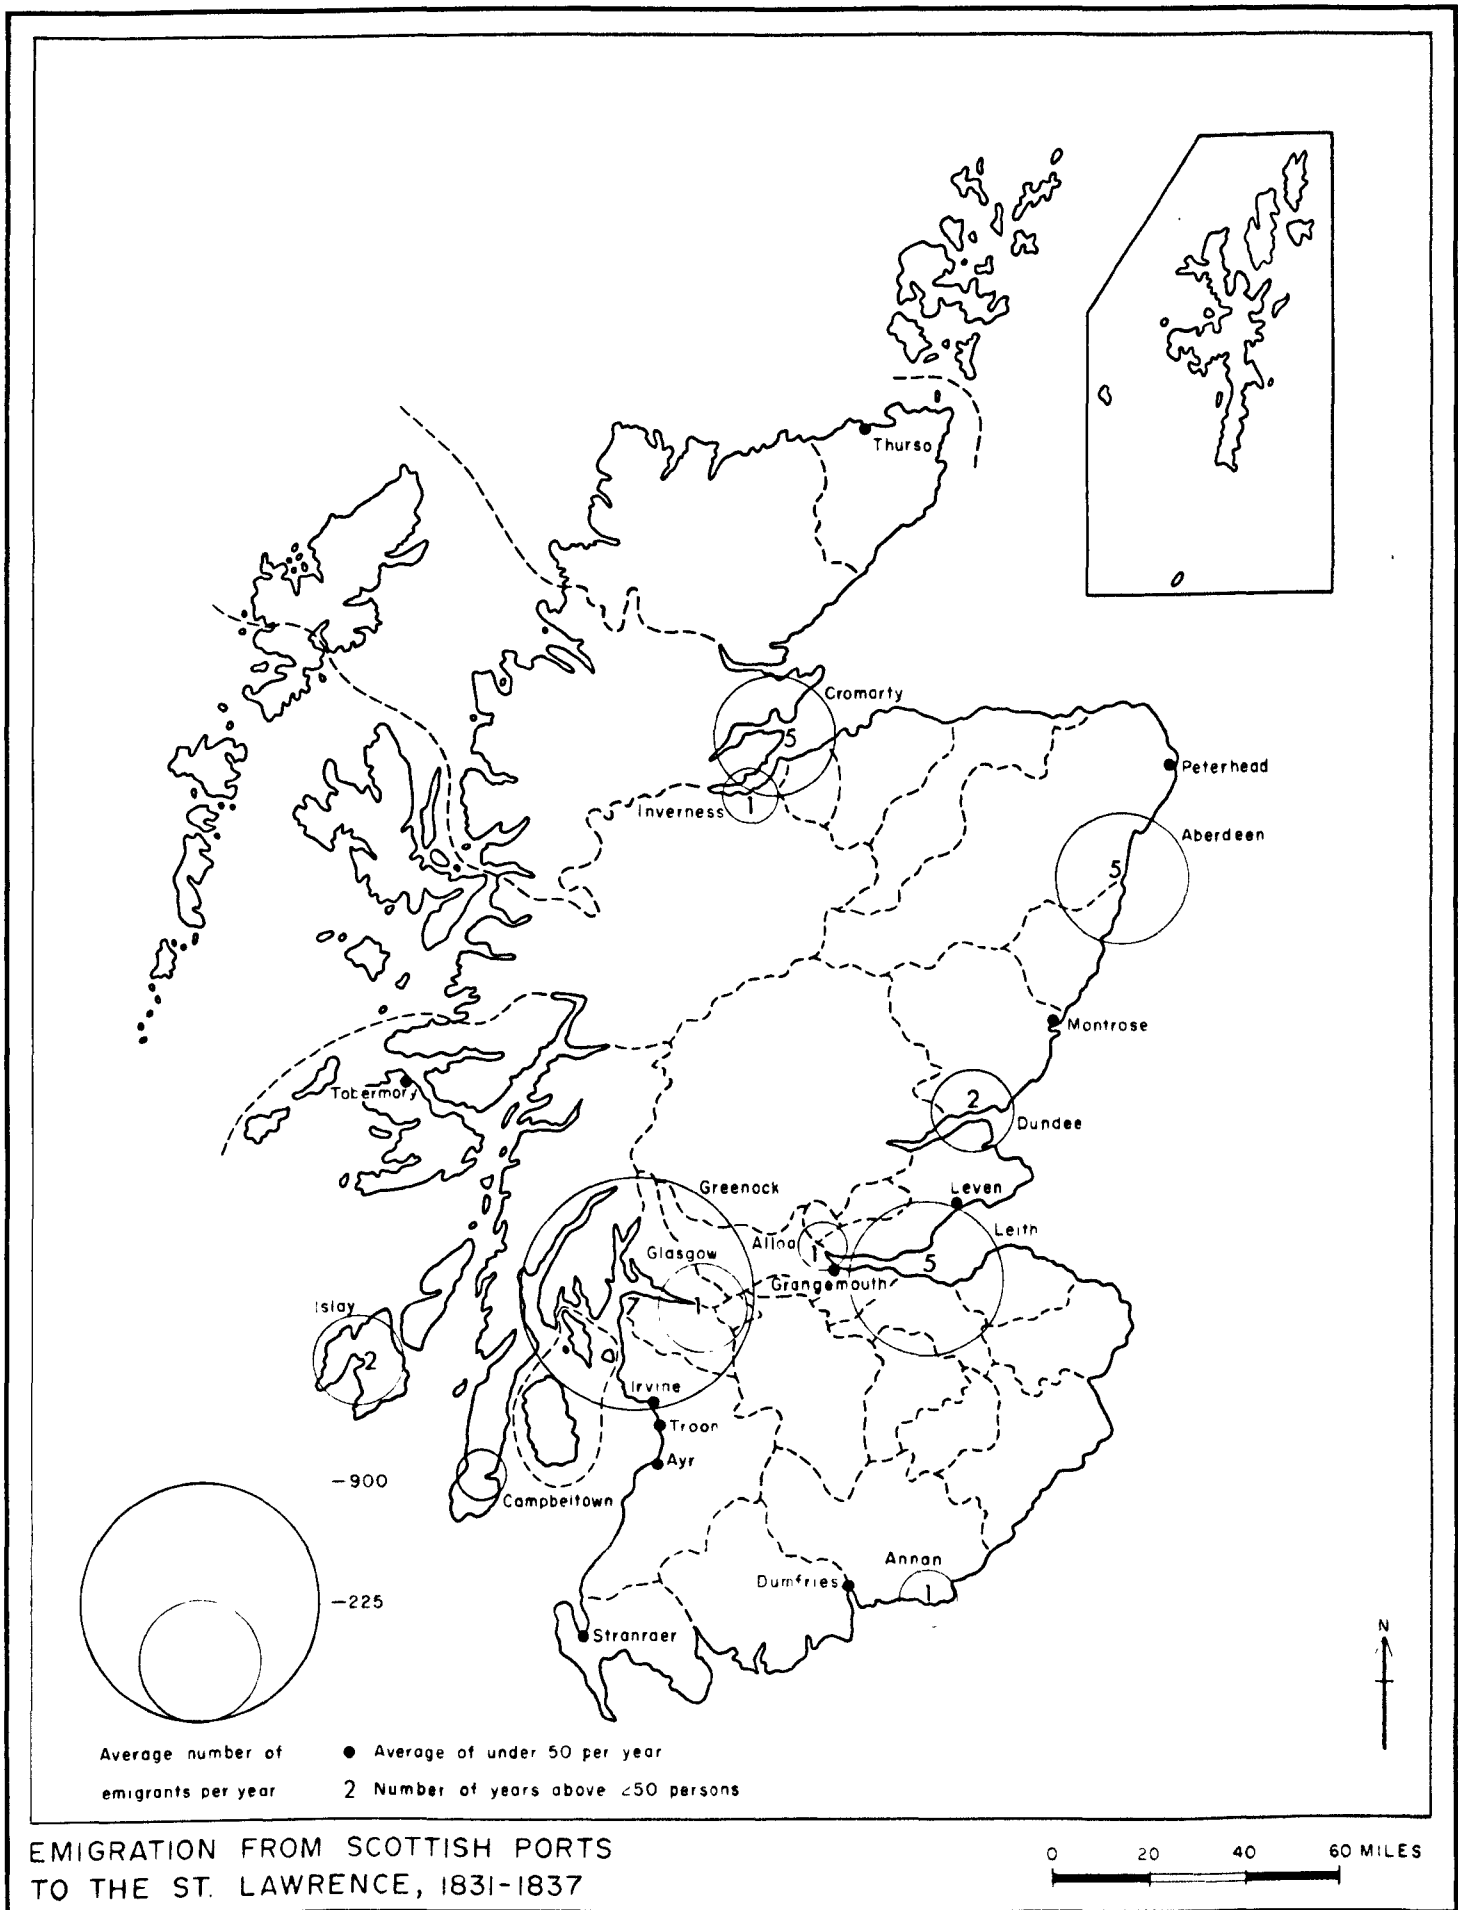 Thurso
Cromarty
5
Peterhead
Inverness
1
Aberdeen
5
Montrose
Tobermory
2
Dundee
Greenock
Leven
Leith
Alloa
1
Glasgow
5
Grangemouth
7
1
Islay
2
Irvine
Troon
Ayr
—900
Campbeltown
Annan
Dumfries
1
—225
Stranraer
N
Average number of
emigrants per year
Average of under 50 per year
2 Number of years above 250 persons
EMIGRATION FROM SCOTTISH PORTS
TO THE ST. LAWRENCE, 1831-1837
0 20 40 60 MILES